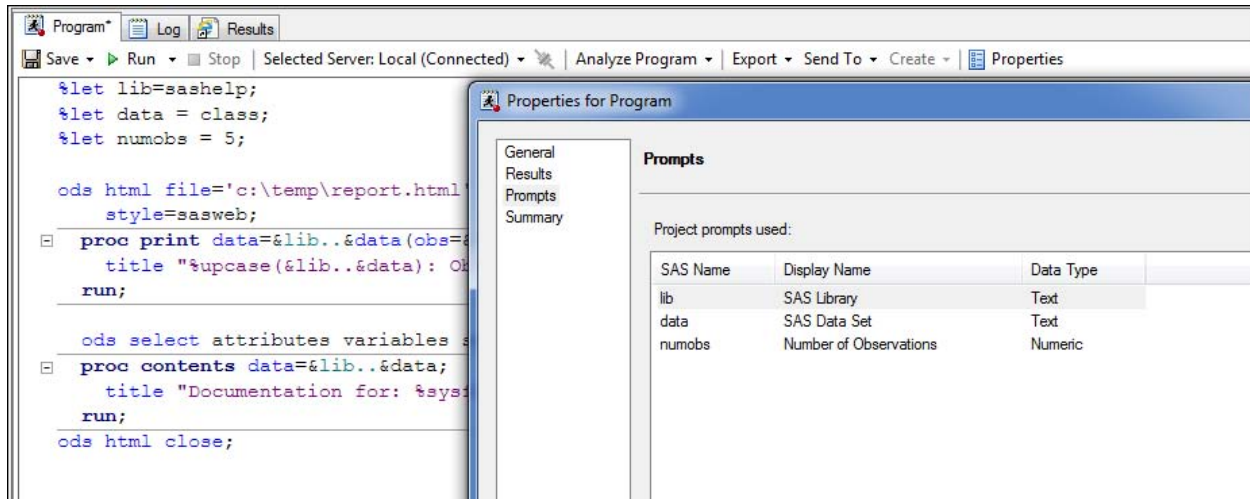 Program* Log Results
Save Run Stop Selected Server: Local (Connected) Analyze Program Export Send To Create Properties
%let lib=sashelp;
%let data = class;
%let numobs = 5;
ods html file='c:\temp\report.html'
style=sasweb;
proc print data=&lib..&data(obs=&
title "%upcase(&lib..&data): Ob
run;
ods select attributes variables s
proc contents data=&lib..&data;
title "Documentation for: %sysf
run;
ods html close;
Properties for Program
General
Results
Prompts
Summary
Prompts
Project prompts used:
SAS Name Display Name Data Type
lib SAS Library Text
data SAS Data Set Text
numobs Number of Observations Numeric